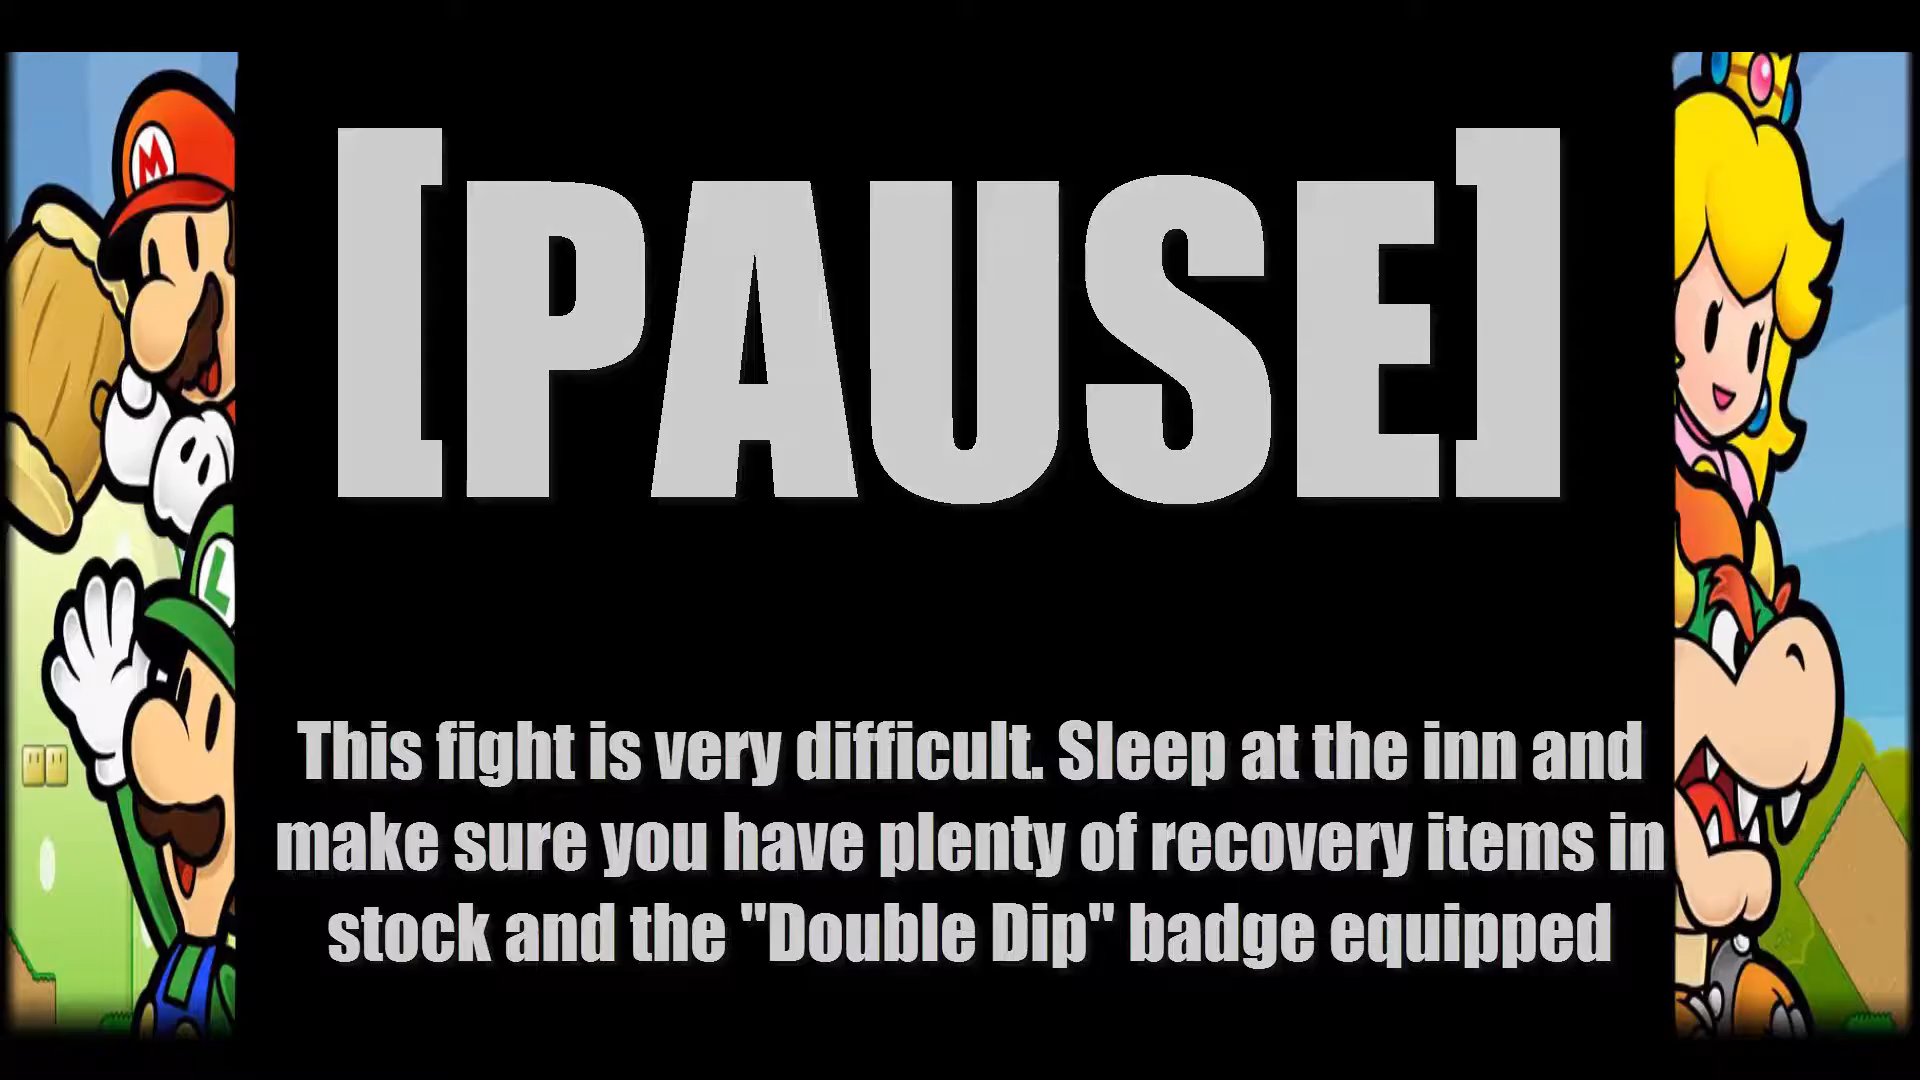 [PAUSE]
This fight is very difficult. Sleep at the inn and
make sure you have plenty of recovery items in
stock and the "Double Dip" badge equipped
M
L